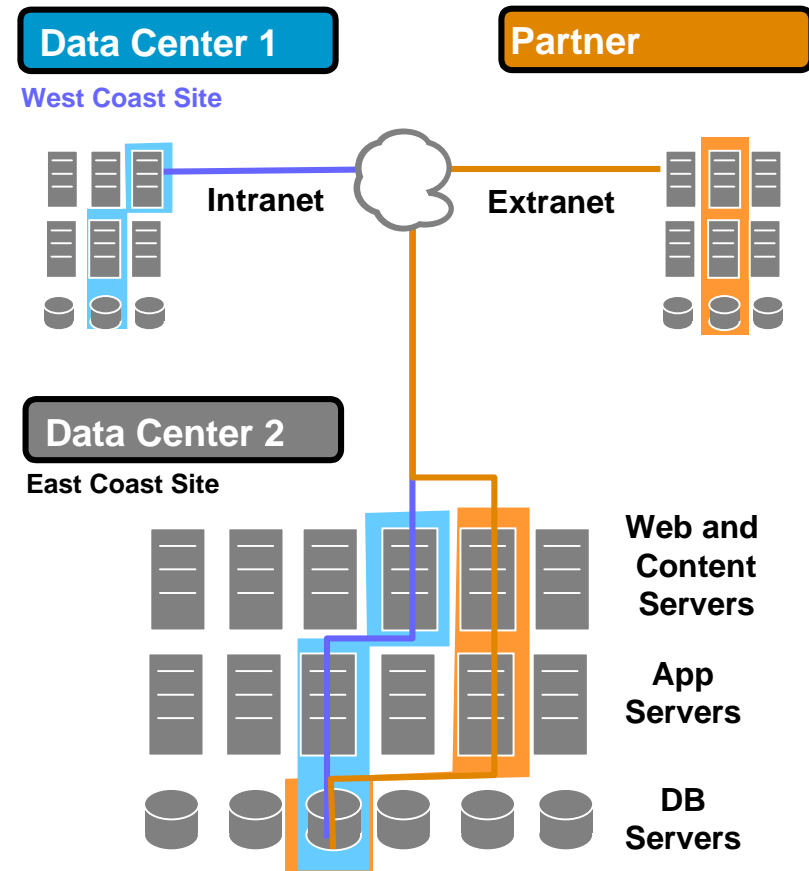 Data Center 1
Partner
West Coast Site
Intranet
Extranet
Data Center 2
East Coast Site
Web and
Content
Servers
App
Servers
DB
Servers